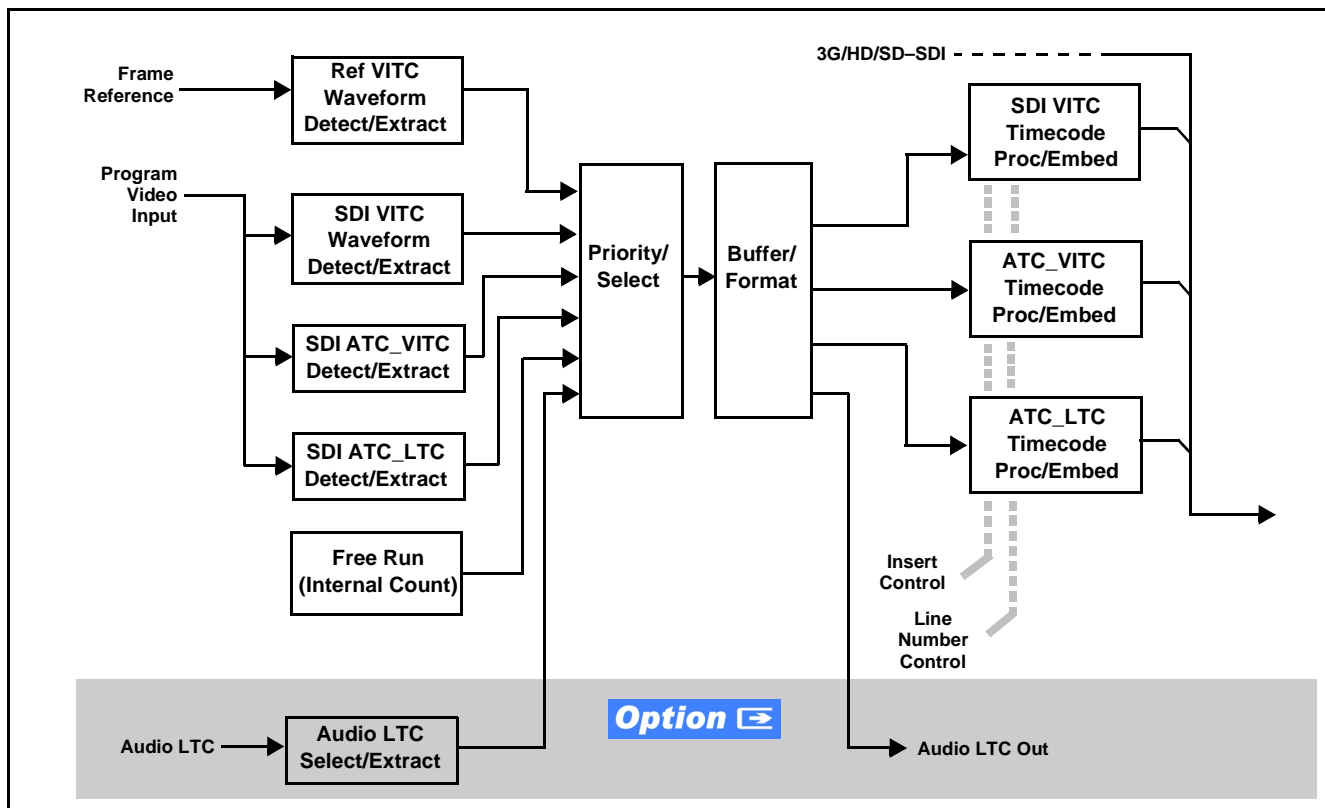 Frame
Reference
Ref VITC
Waveform
Detect/Extract
3G/HD/SD–SDI
SDI VITC
Timecode
Proc/Embed
Program
Video
Input
SDI VITC
Waveform
Detect/Extract
Priority/
Select
Buffer/
Format
ATC_VITC
Timecode
Proc/Embed
SDI ATC_VITC
Detect/Extract
SDI ATC_LTC
Detect/Extract
ATC_LTC
Timecode
Proc/Embed
Free Run
(Internal Count)
Insert
Control
Line
Number
Control
Option
Audio LTC
Audio LTC
Select/Extract
Audio LTC Out